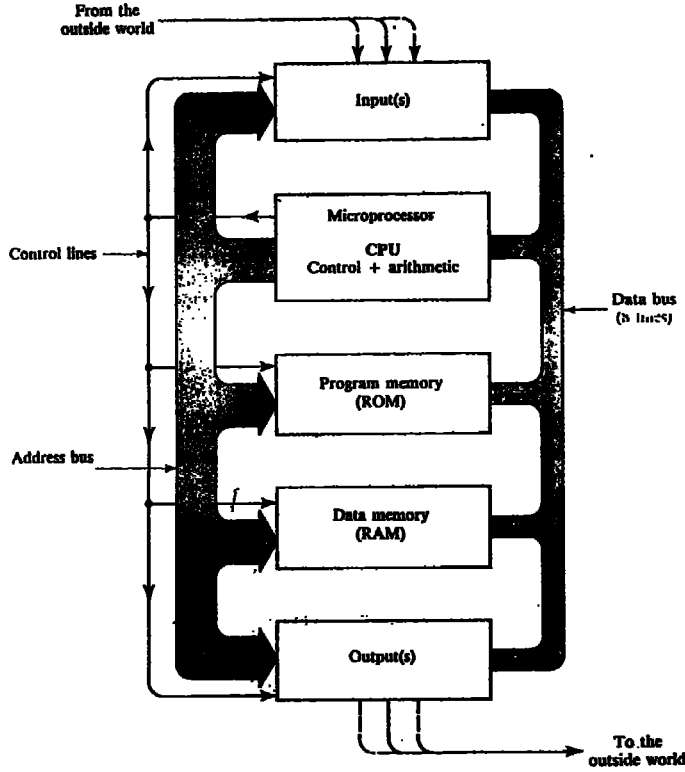 From the
outside world
Input(s)
Microprocessor
CPU
Control + arithmetic
Control lines
Data bus
lines)
Program memory
(ROM)
Address bus
Data memory
(RAM)
Output(s)
To the
outside world